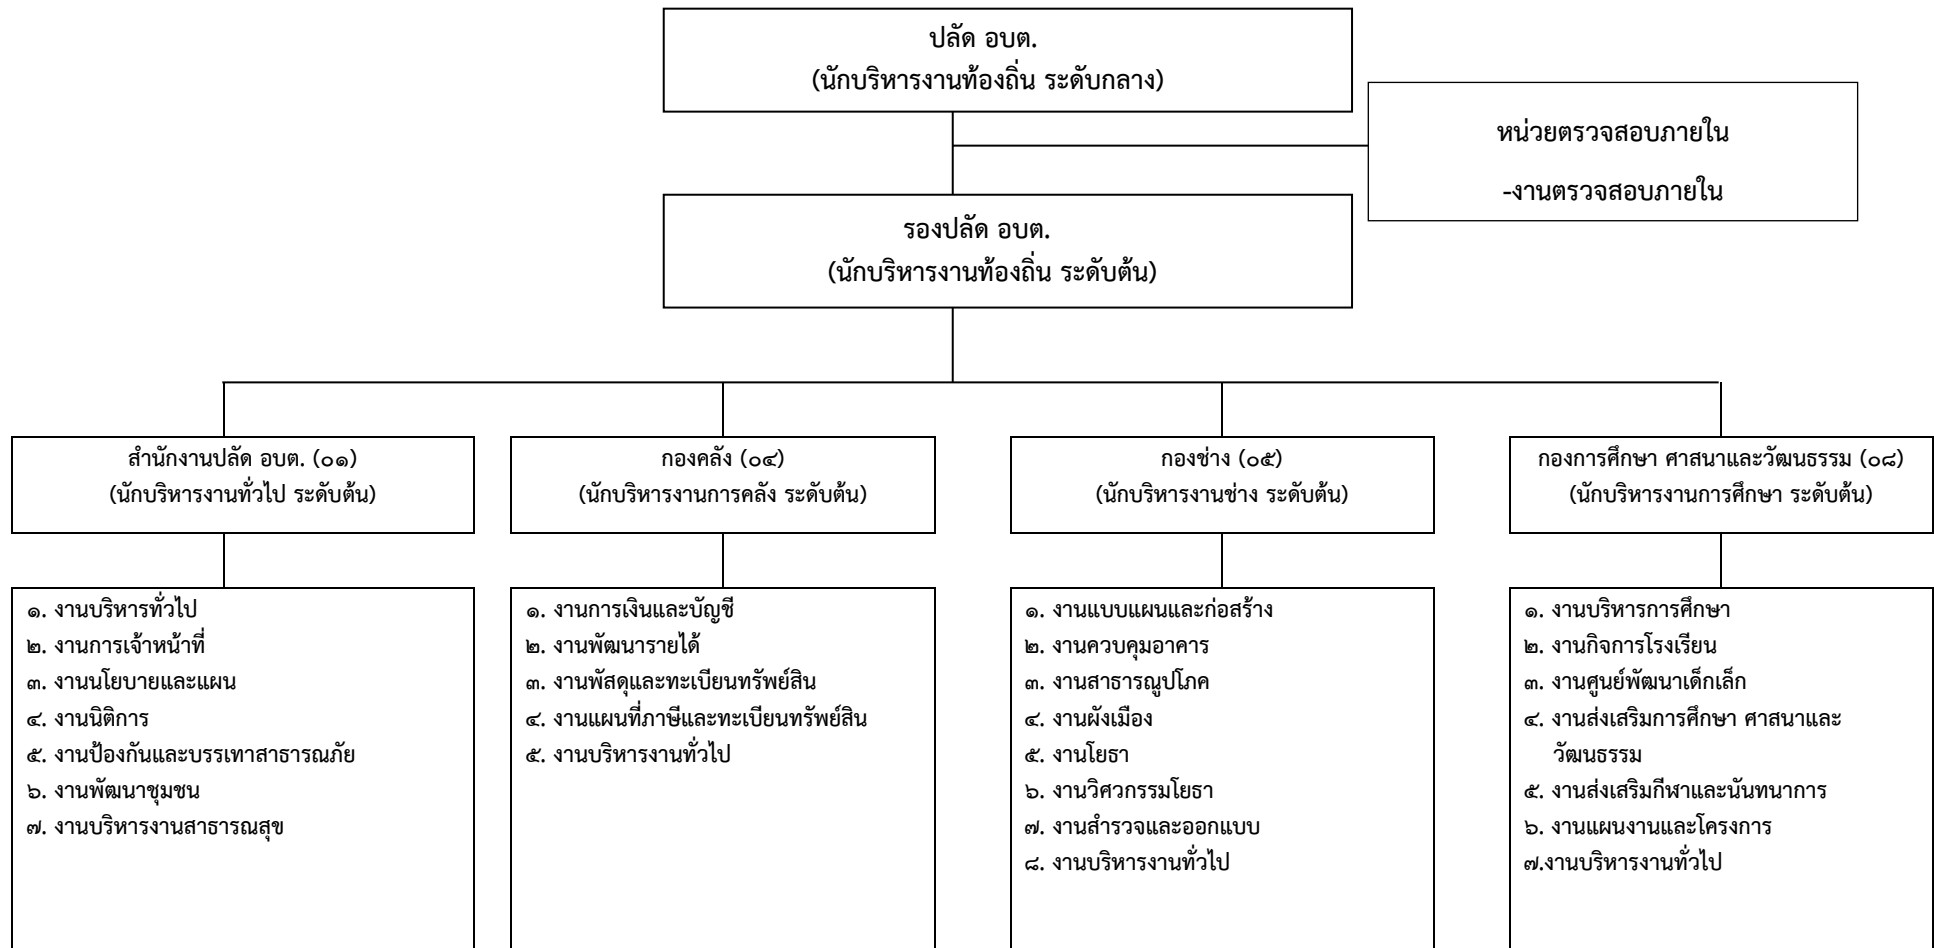 ปลัด อบต.
(นักบริหารงานท้องถิ่น ระดับกลาง)
หน่วยตรวจสอบภายใน
-งานตรวจสอบภายใน
รองปลัด อบต.
(นักบริหารงานท้องถิ่น ระดับต้น)
สำนักงานปลัด อบต. (๐๑)
(นักบริหารงานทั่วไป ระดับต้น)
กองคลัง (๐๔)
(นักบริหารงานการคลัง ระดับต้น)
กองช่าง (๐๕)
(นักบริหารงานช่าง ระดับต้น)
กองการศึกษา ศาสนาและวัฒนธรรม (๐๘)
(นักบริหารงานการศึกษา ระดับต้น)
๑. งานบริหารทั่วไป
๒. งานการเจ้าหน้าที่
๓. งานนโยบายและแผน
๔. งานนิติการ
๕. งานป้องกันและบรรเทาสาธารณภัย
๖. งานพัฒนาชุมชน
๗. งานบริหารงานสาธารณสุข
๑. งานการเงินและบัญชี
๒. งานพัฒนารายได้
๓. งานพัสดุและทะเบียนทรัพย์สิน
๔. งานแผนที่ภาษีและทะเบียนทรัพย์สิน
๕. งานบริหารงานทั่วไป
๑. งานแบบแผนและก่อสร้าง
๒. งานควบคุมอาคาร
๓. งานสาธารณูปโภค
๔. งานผังเมือง
๕. งานโยธา
๖. งานวิศวกรรมโยธา
๗. งานสำรวจและออกแบบ
๘. งานบริหารงานทั่วไป
๑. งานบริหารการศึกษา
๒. งานกิจการโรงเรียน
๓. งานศูนย์พัฒนาเด็กเล็ก
๔. งานส่งเสริมการศึกษา ศาสนาและ
วัฒนธรรม
๕. งานส่งเสริมกีฬาและนันทนาการ
๖. งานแผนงานและโครงการ
๗.งานบริหารงานทั่วไป